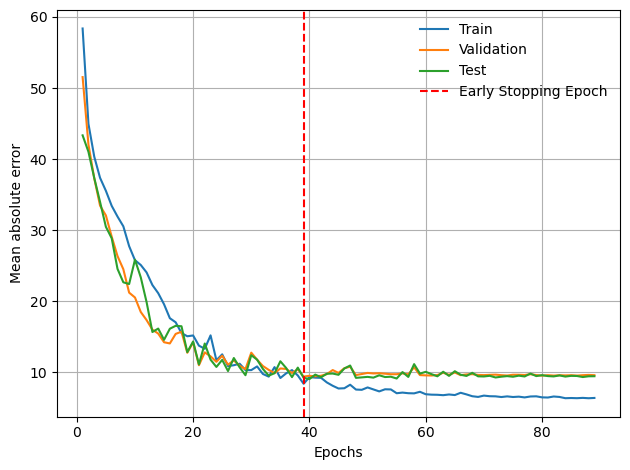 60
50
40
30
20
10
Mean absolute error
Train
Validation
Test
Early Stopping Epoch
0
20
40
60
80
Epochs